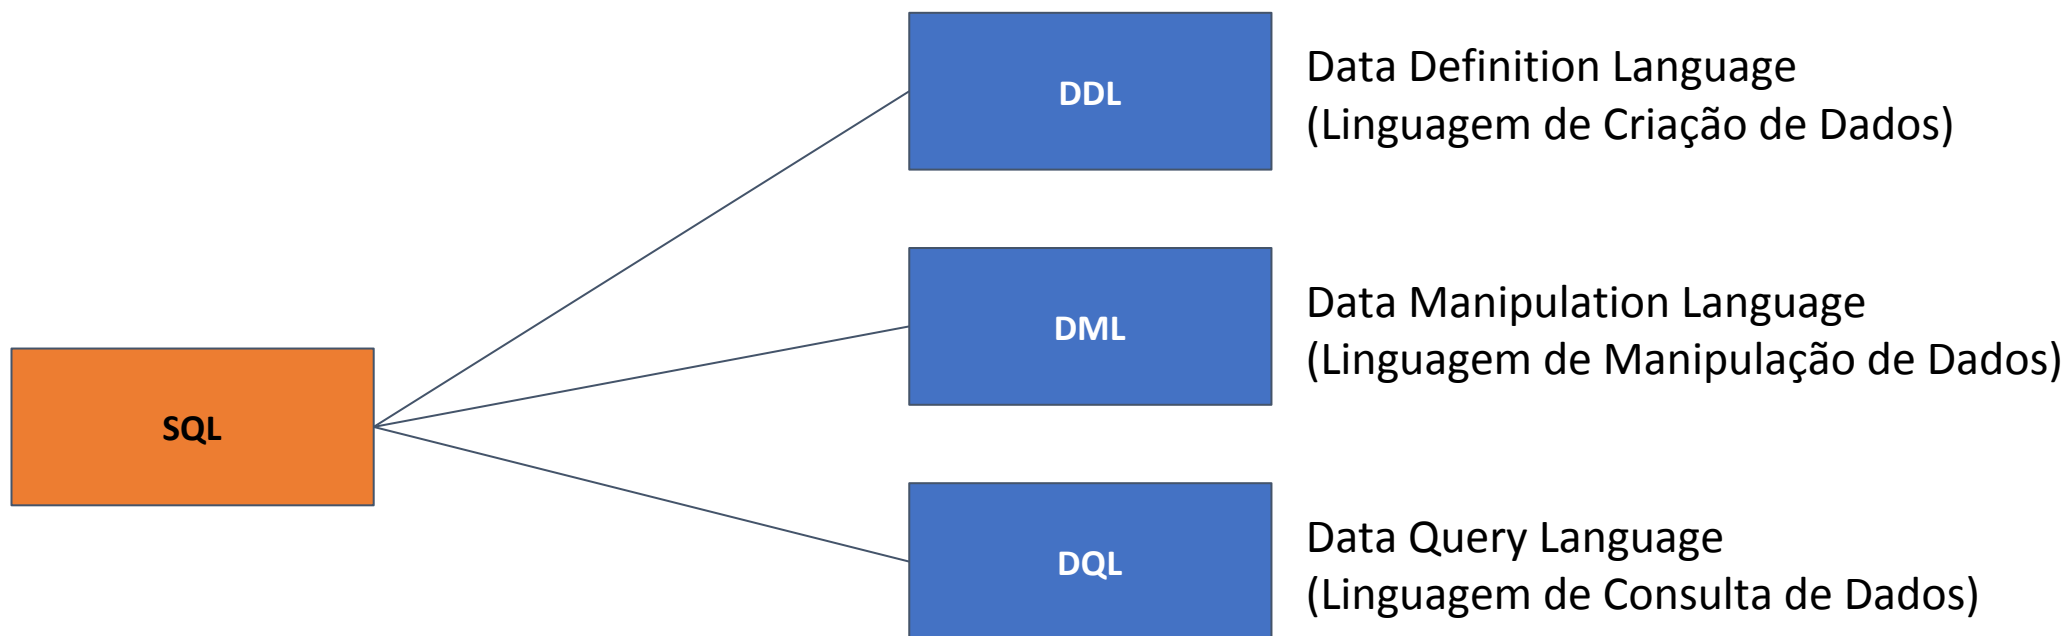 DDL
Data Definition Language
(Linguagem de Criação de Dados)
DML
Data Manipulation Language
(Linguagem de Manipulação de Dados)
SQL
DQL
Data Query Language
(Linguagem de Consulta de Dados)